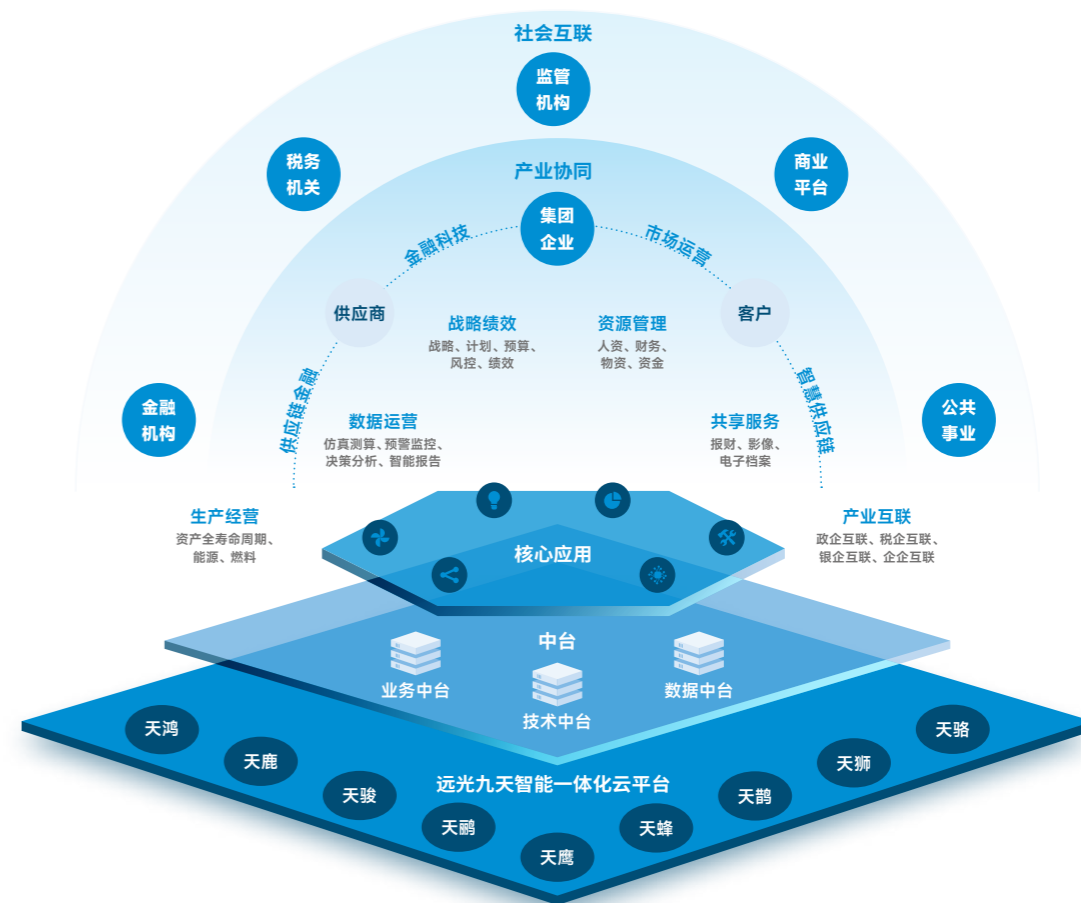 社会互联
监管
机构
税务
机关
商业
平台
产业协同
集团
企业
金融科技
市场运营
供应商
客户
战略绩效
战略、计划、预算、
风控、绩效
资源管理
人资、财务、
物资、资金
供应链金融
智慧供应链
金融
机构
公共
事业
数据运营
仿真测算、预警监控、
决策分析、智能报告
共享服务
报财、影像、
电子档案
生产经营
资产全寿命周期、
能源、燃料
产业互联
政企互联、税企互联、
银企互联、企企互联
核心应用
中台
业务中台
技术中台
数据中台
远光九天智能一体化云平台
天鸿
天鹿
天骏
天鹂
天鹰
天蜂
天鹊
天狮
天骆